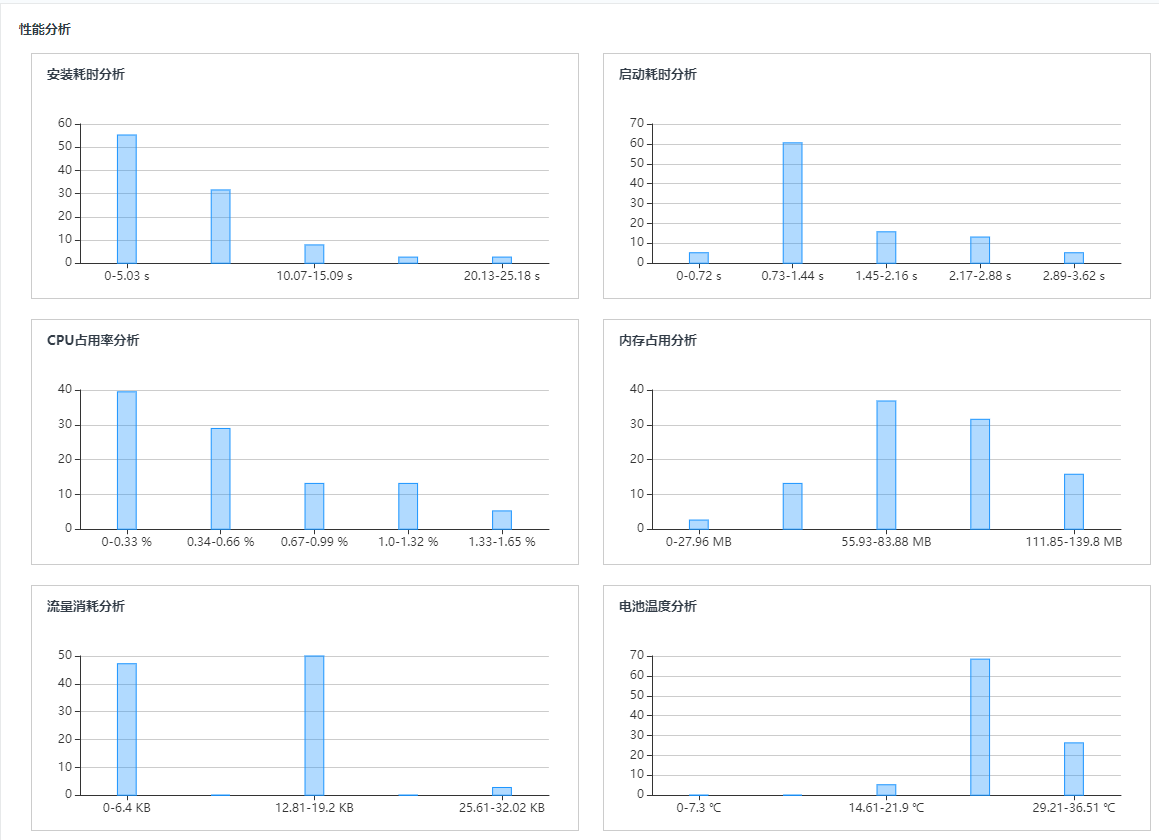 性能分析
安装耗时分析
60
50
40
30
20
10
0
0-5.03 s
10.07-15.09 s
20.13-25.18 s
启动耗时分析
70
60
50
40
30
20
10
0
0-0.72 s
0.73-1.44 s
1.45-2.16 s
2.17-2.88 s
2.89-3.62 s
CPU占用率分析
40
30
20
10
0
0-0.33 %
0.34-0.66 %
0.67-0.99 %
1.0-1.32 %
1.33-1.65 %
内存占用分析
40
30
20
10
0
0-27.96 MB
55.93-83.88 MB
111.85-139.8 MB
流量消耗分析
50
40
30
20
10
0
0-6.4 KB
12.81-19.2 KB
25.61-32.02 KB
电池温度分析
70
60
50
40
30
20
10
0
0-7.3 ℃
14.61-21.9 ℃
29.21-36.51 ℃